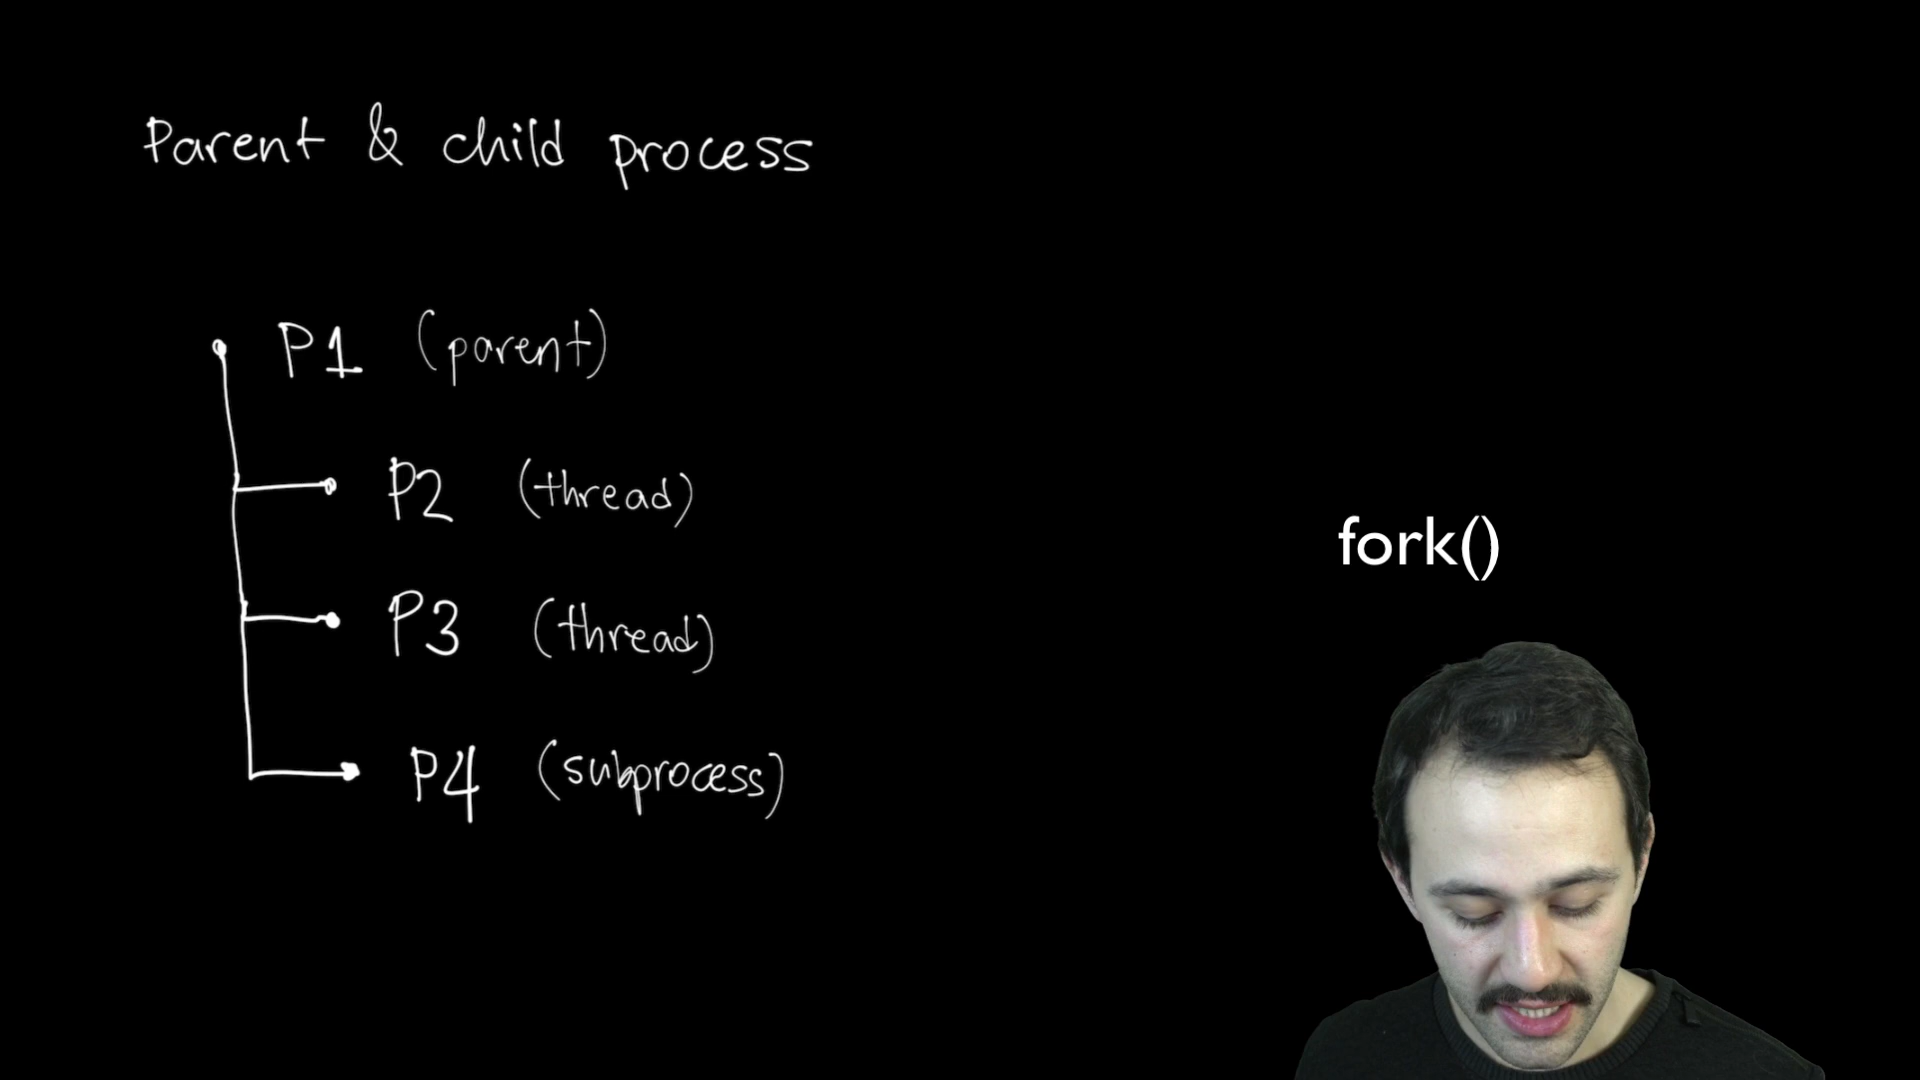 Parent & child process
P1 (parent)
P2 (thread)
P3 (thread)
P4 (subprocess)
fork()